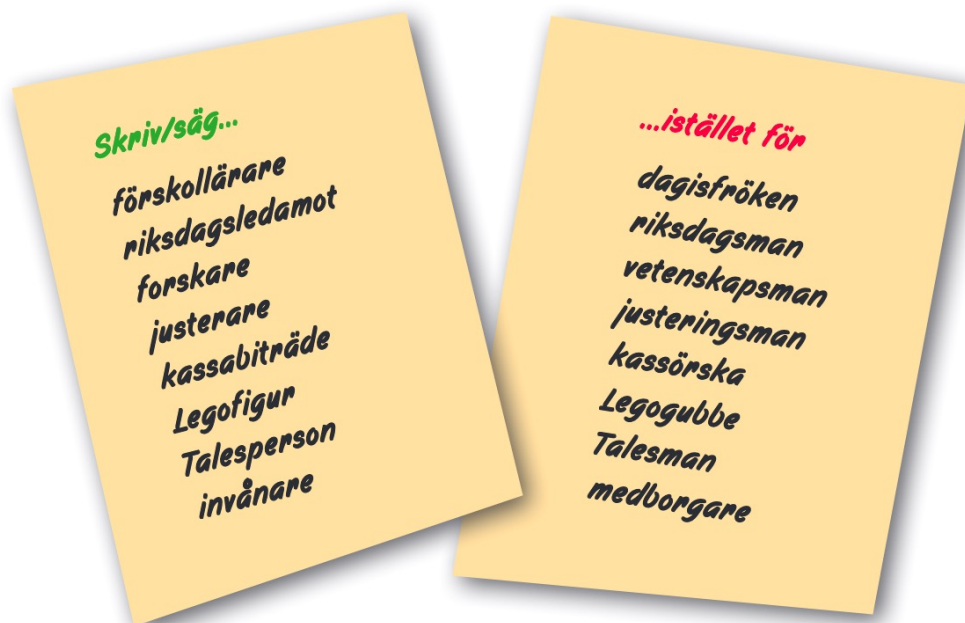 Skriv/säg...
förskollärare
riksdagsledamot
forskare
justerare
kassabiträde
Legofigur
Talesperson
invånare
...istället för
dagisfröken
riksdagsman
vetenskapsman
justeringsman
kassörska
Legogubbe
Talesman
medborgare